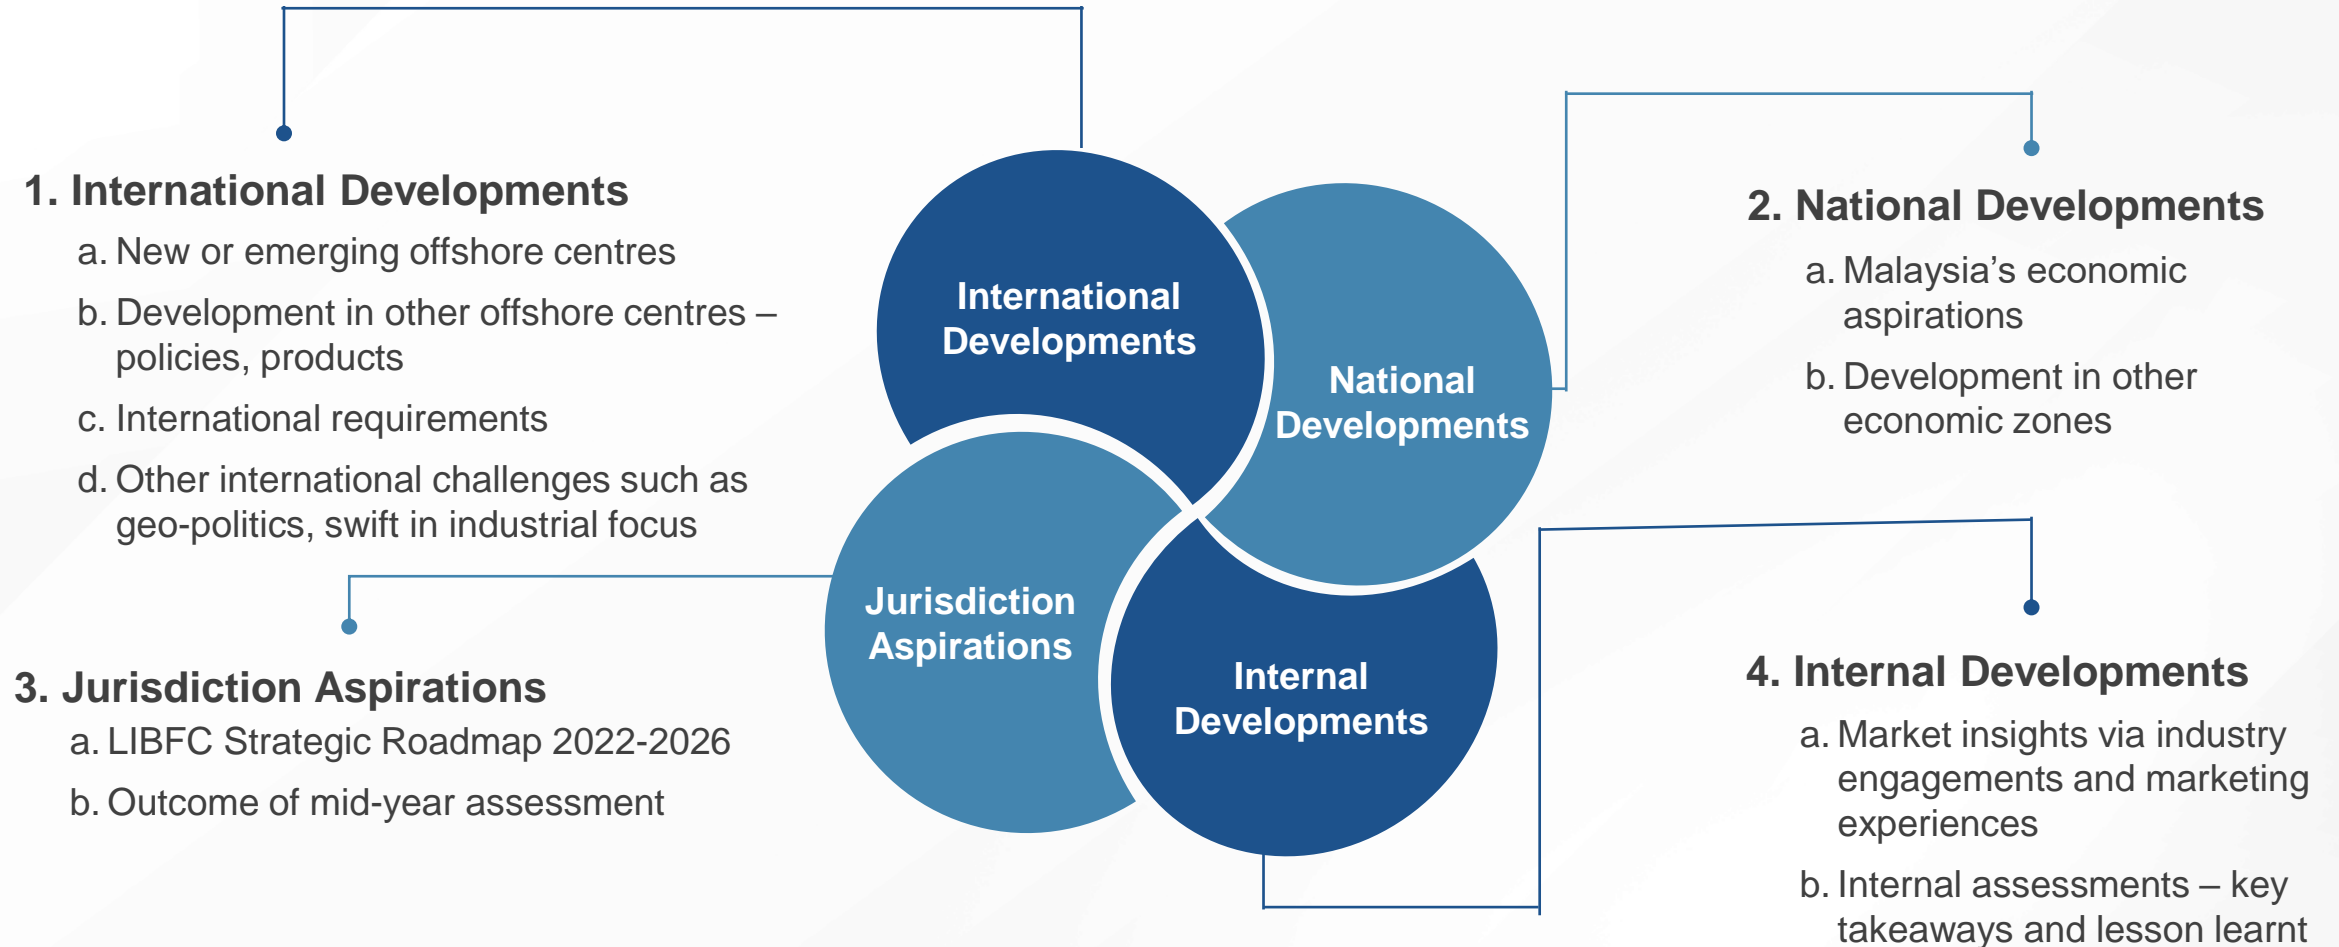 1. International Developments
a. New or emerging offshore centres
b. Development in other offshore centres –
policies, products
c. International requirements
d. Other international challenges such as
geo-politics, swift in industrial focus
International
Developments
National
Developments
Jurisdiction
Aspirations
Internal
Developments
2. National Developments
a. Malaysia’s economic
aspirations
b. Development in other
economic zones
3. Jurisdiction Aspirations
a. LIBFC Strategic Roadmap 2022-2026
b. Outcome of mid-year assessment
4. Internal Developments
a. Market insights via industry
engagements and marketing
experiences
b. Internal assessments – key
takeaways and lesson learnt